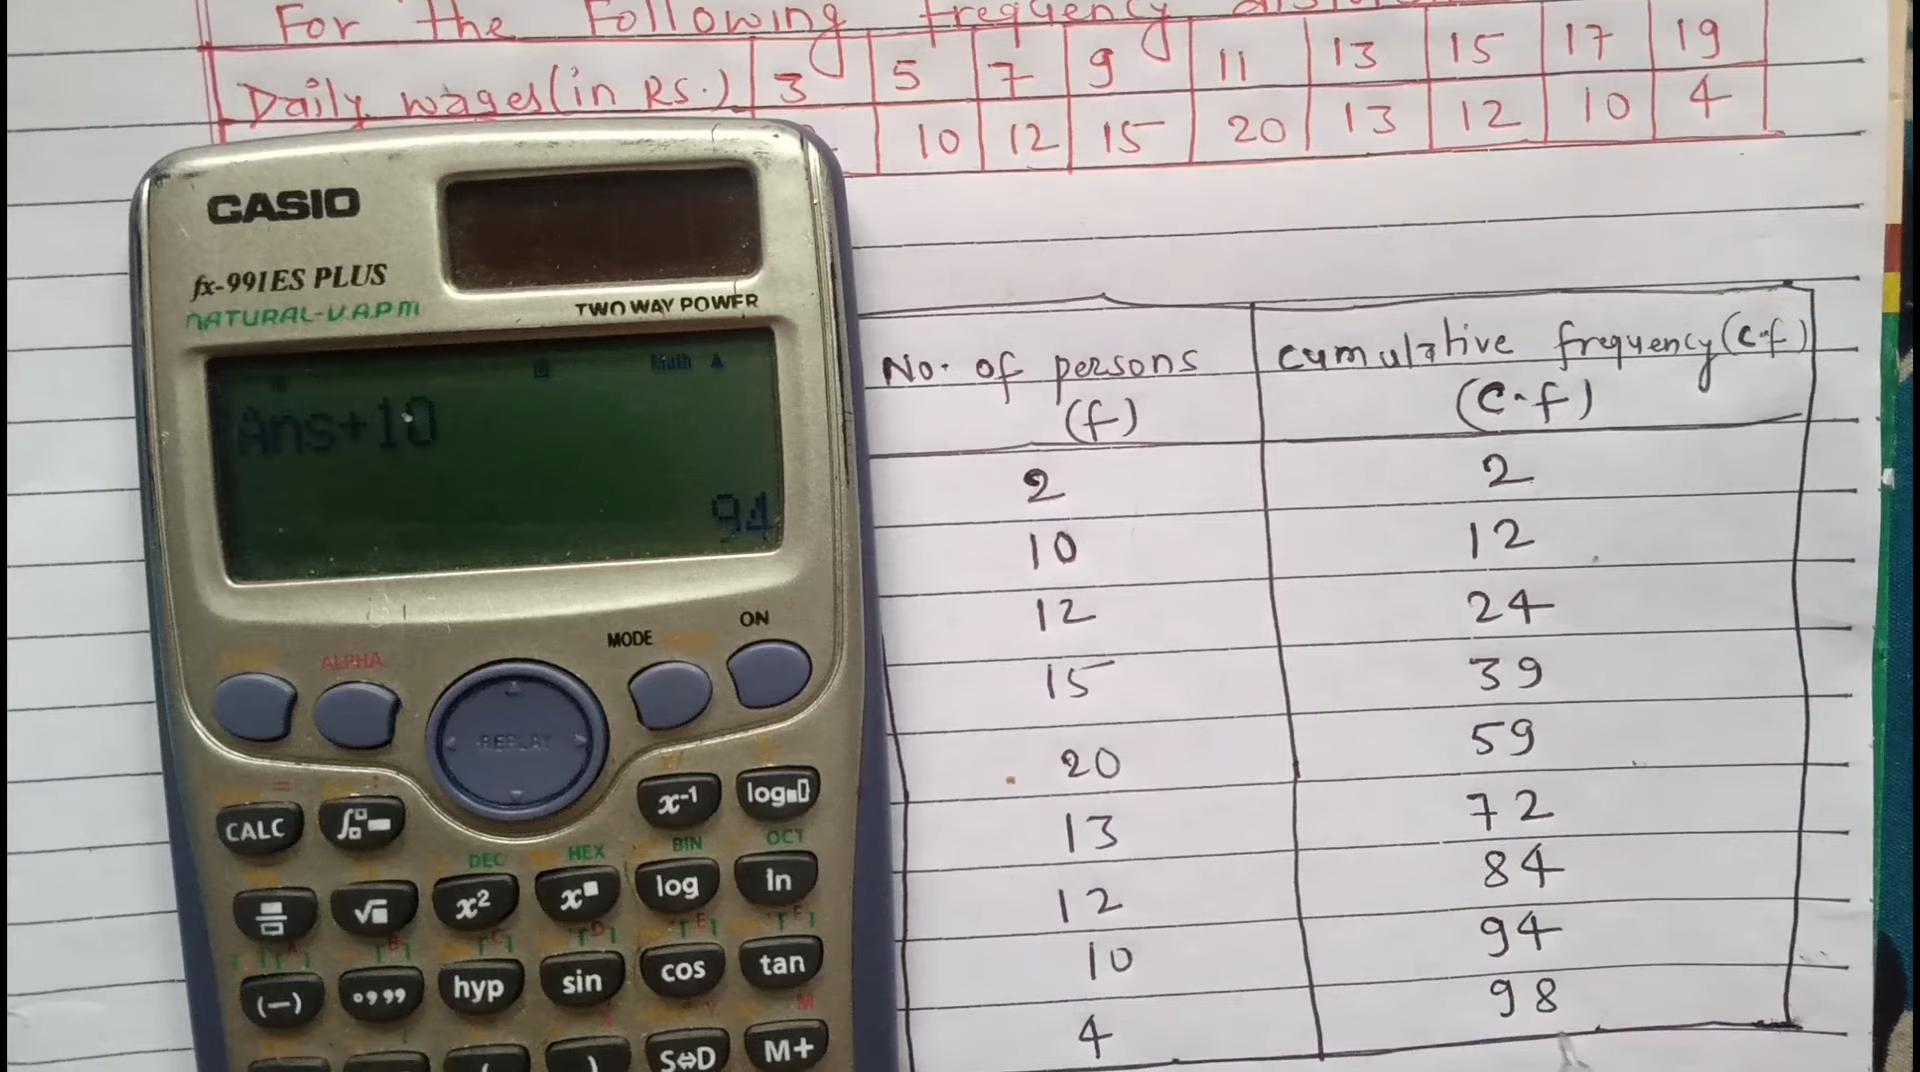 For the Following frequency
Daily wages (in RS.) 3 5 7 9 11 13 15 17 19
10 12 15 20 13 12 10 4
CASIO
fx-991ES PLUS
NATURAL-V.A.P.M
TWO WAY POWER
Math ▲
Ans+10
94
ALPHA
MODE
ON
REPLAY
CALC
x⁻¹
log
DEC HEX BIN OCT
x² x■ log ln
A B C D E F
(−) °’” hyp sin cos tan
M
( ) S⇔D M+
No. of persons cumulative frequency (c.f)
(f) (c.f)
2 2
10 12
12 24
15 39
20 59
13 72
12 84
10 94
4 98